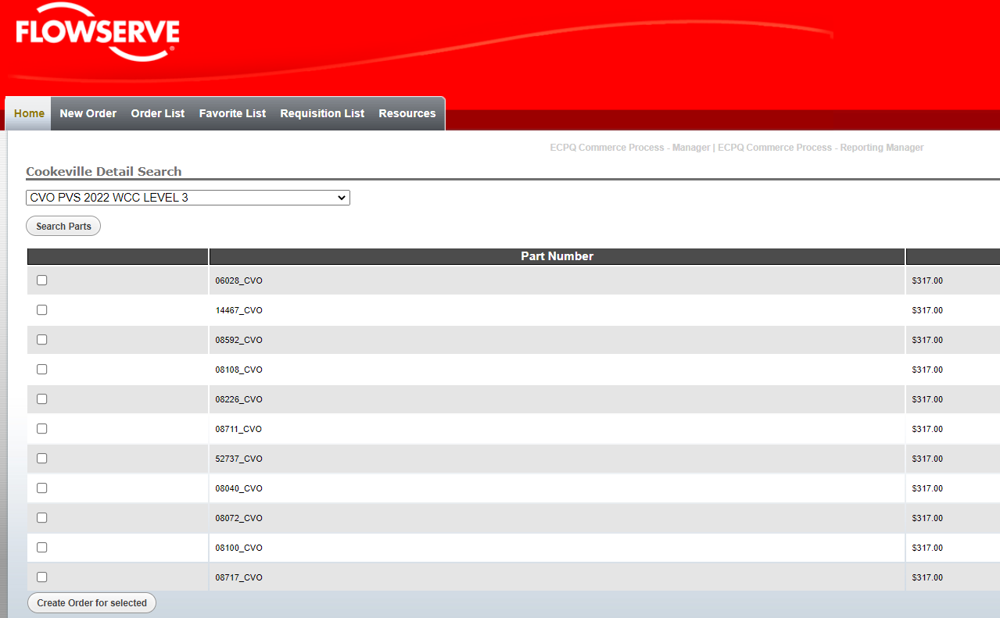 FLOWSERVE
Home New Order Order List Favorite List Requisition List Resources
ECPQ Commerce Process - Manager | ECPQ Commerce Process - Reporting Manager
Cookeville Detail Search
CVO PVS 2022 WCC LEVEL 3
Search Parts
Part Number
06028_CVO $317.00
14467_CVO $317.00
08592_CVO $317.00
08108_CVO $317.00
08226_CVO $317.00
08711_CVO $317.00
52737_CVO $317.00
08040_CVO $317.00
08072_CVO $317.00
08100_CVO $317.00
08717_CVO $317.00
Create Order for selected